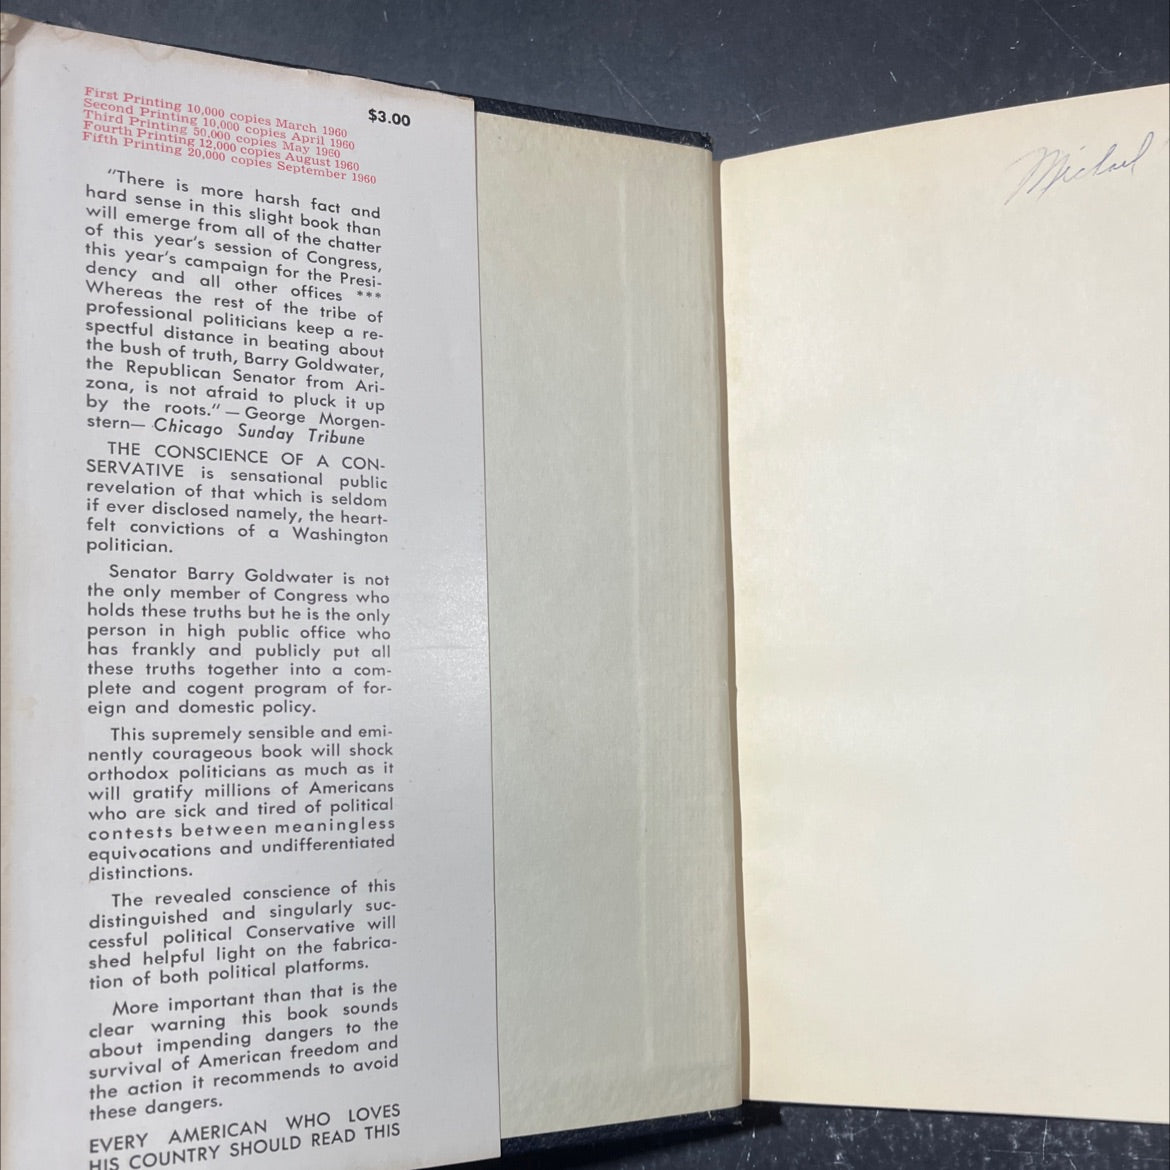 First Printing 10,000 copies March 1960
Second Printing 10,000 copies April 1960
Third Printing 50,000 copies May 1960
Fourth Printing 12,000 copies August 1960
Fifth Printing 20,000 copies September 1960
$3.00
"There is more harsh fact and
hard sense in this slight book than
will emerge from all of the chatter
of this year's session of Congress,
this year's campaign for the Presi-
dency and all other offices ***
Whereas the rest of the tribe of
professional politicians keep a re-
spectful distance in beating about
the bush of truth, Barry Goldwater,
the Republican Senator from Ari-
zona, is not afraid to pluck it up
by the roots." — George Morgen-
stern— Chicago Sunday Tribune
THE CONSCIENCE OF A CON-
SERVATIVE is sensational public
revelation of that which is seldom
if ever disclosed namely, the heart-
felt convictions of a Washington
politician.
Senator Barry Goldwater is not
the only member of Congress who
holds these truths but he is the only
person in high public office who
has frankly and publicly put all
these truths together into a com-
plete and cogent program of for-
eign and domestic policy.
This supremely sensible and emi-
nently courageous book will shock
orthodox politicians as much as it
will gratify millions of Americans
who are sick and tired of political
contests between meaningless
equivocations and undifferentiated
distinctions.
The revealed conscience of this
distinguished and singularly suc-
cessful political Conservative will
shed helpful light on the fabrica-
tion of both political platforms.
More important than that is the
clear warning this book sounds
about impending dangers to the
survival of American freedom and
the action it recommends to avoid
these dangers.
EVERY AMERICAN WHO LOVES
HIS COUNTRY SHOULD READ THIS
Michael